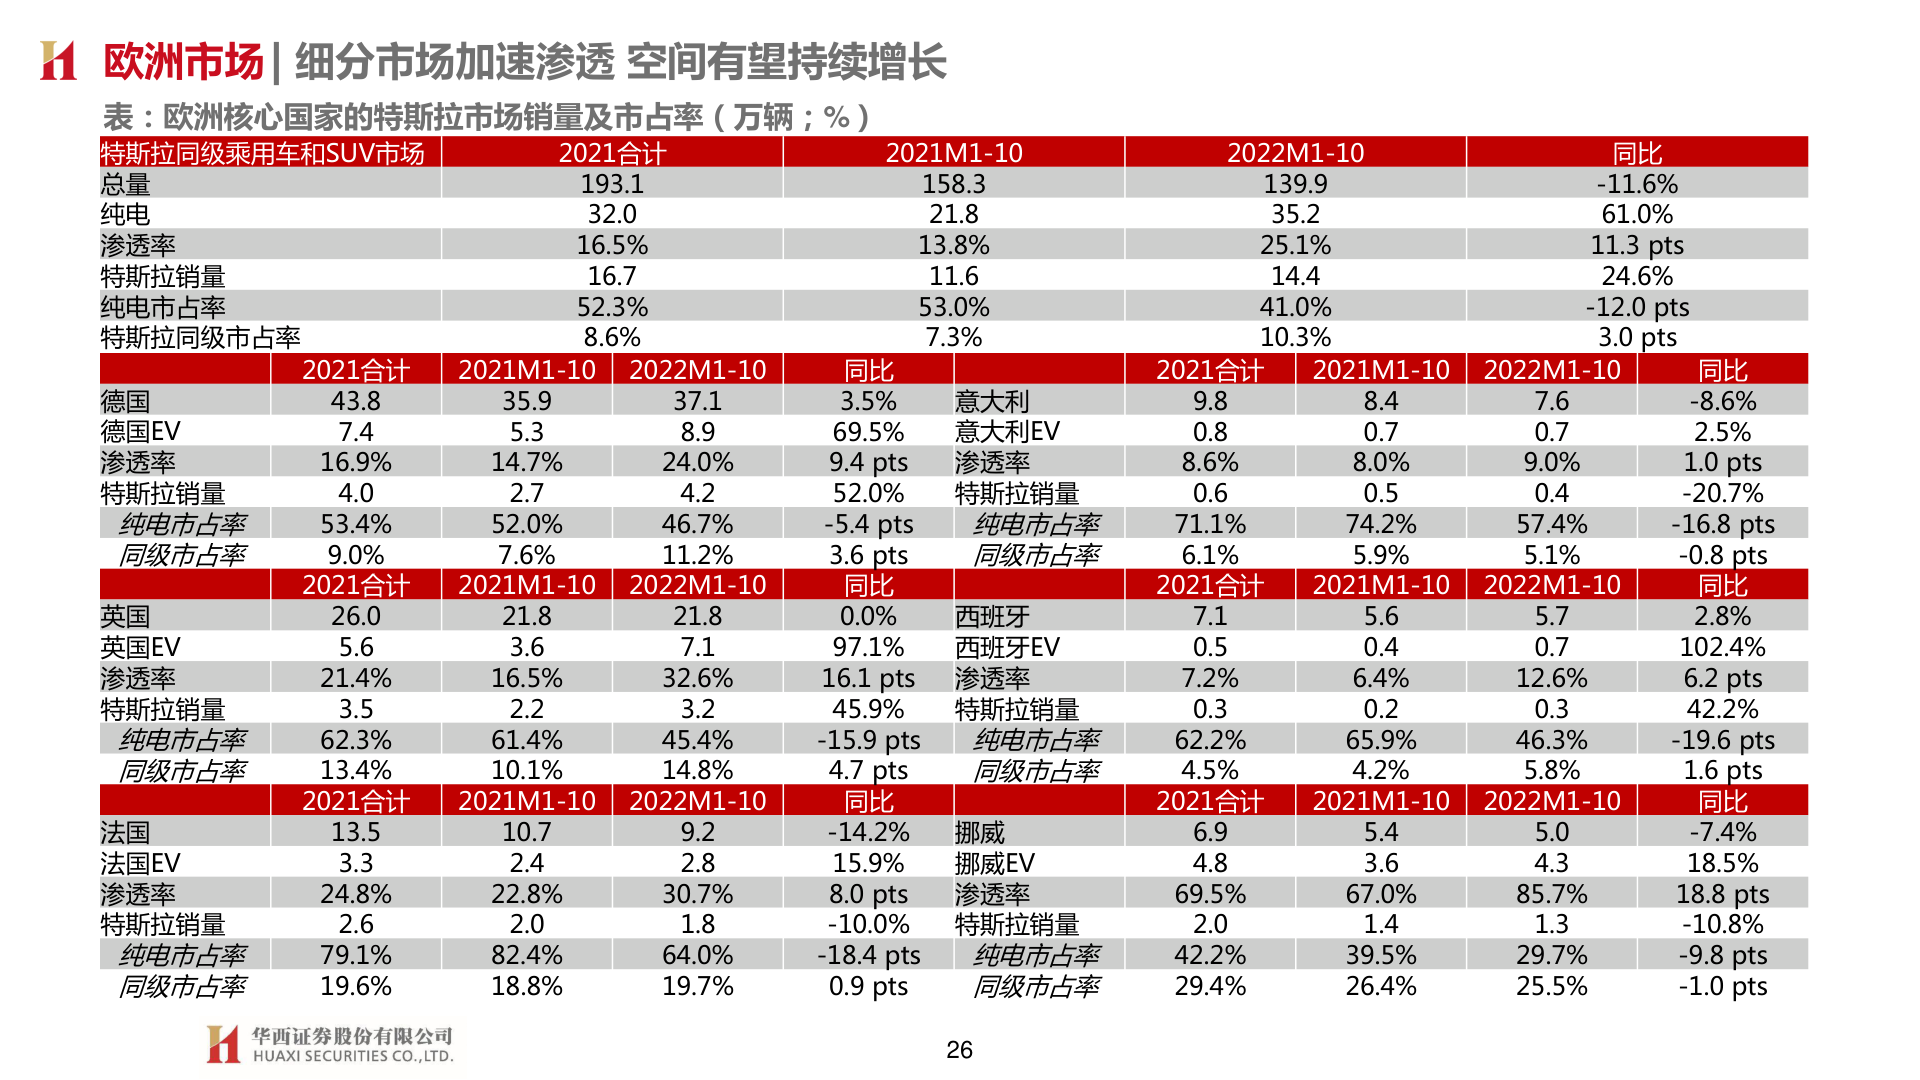 欧洲市场 | 细分市场加速渗透 空间有望持续增长
表：欧洲核心国家的特斯拉市场销量及市占率（万辆；%）
特斯拉同级乘用车和SUV市场 2021合计 2021M1-10 2022M1-10 同比
总量 193.1 158.3 139.9 -11.6%
纯电 32.0 21.8 35.2 61.0%
渗透率 16.5% 13.8% 25.1% 11.3 pts
特斯拉销量 16.7 11.6 14.4 24.6%
纯电市占率 52.3% 53.0% 41.0% -12.0 pts
特斯拉同级市占率 8.6% 7.3% 10.3% 3.0 pts
2021合计 2021M1-10 2022M1-10 同比 2021合计 2021M1-10 2022M1-10 同比
德国 43.8 35.9 37.1 3.5% 意大利 9.8 8.4 7.6 -8.6%
德国EV 7.4 5.3 8.9 69.5% 意大利EV 0.8 0.7 0.7 2.5%
渗透率 16.9% 14.7% 24.0% 9.4 pts 渗透率 8.6% 8.0% 9.0% 1.0 pts
特斯拉销量 4.0 2.7 4.2 52.0% 特斯拉销量 0.6 0.5 0.4 -20.7%
纯电市占率 53.4% 52.0% 46.7% -5.4 pts 纯电市占率 71.1% 74.2% 57.4% -16.8 pts
同级市占率 9.0% 7.6% 11.2% 3.6 pts 同级市占率 6.1% 5.9% 5.1% -0.8 pts
2021合计 2021M1-10 2022M1-10 同比 2021合计 2021M1-10 2022M1-10 同比
英国 26.0 21.8 21.8 0.0% 西班牙 7.1 5.6 5.7 2.8%
英国EV 5.6 3.6 7.1 97.1% 西班牙EV 0.5 0.4 0.7 102.4%
渗透率 21.4% 16.5% 32.6% 16.1 pts 渗透率 7.2% 6.4% 12.6% 6.2 pts
特斯拉销量 3.5 2.2 3.2 45.9% 特斯拉销量 0.3 0.2 0.3 42.2%
纯电市占率 62.3% 61.4% 45.4% -15.9 pts 纯电市占率 62.2% 65.9% 46.3% -19.6 pts
同级市占率 13.4% 10.1% 14.8% 4.7 pts 同级市占率 4.5% 4.2% 5.8% 1.6 pts
2021合计 2021M1-10 2022M1-10 同比 2021合计 2021M1-10 2022M1-10 同比
法国 13.5 10.7 9.2 -14.2% 挪威 6.9 5.4 5.0 -7.4%
法国EV 3.3 2.4 2.8 15.9% 挪威EV 4.8 3.6 4.3 18.5%
渗透率 24.8% 22.8% 30.7% 8.0 pts 渗透率 69.5% 67.0% 85.7% 18.8 pts
特斯拉销量 2.6 2.0 1.8 -10.0% 特斯拉销量 2.0 1.4 1.3 -10.8%
纯电市占率 79.1% 82.4% 64.0% -18.4 pts 纯电市占率 42.2% 39.5% 29.7% -9.8 pts
同级市占率 19.6% 18.8% 19.7% 0.9 pts 同级市占率 29.4% 26.4% 25.5% -1.0 pts
华西证券股份有限公司
HUAXI SECURITIES CO.,LTD.
26